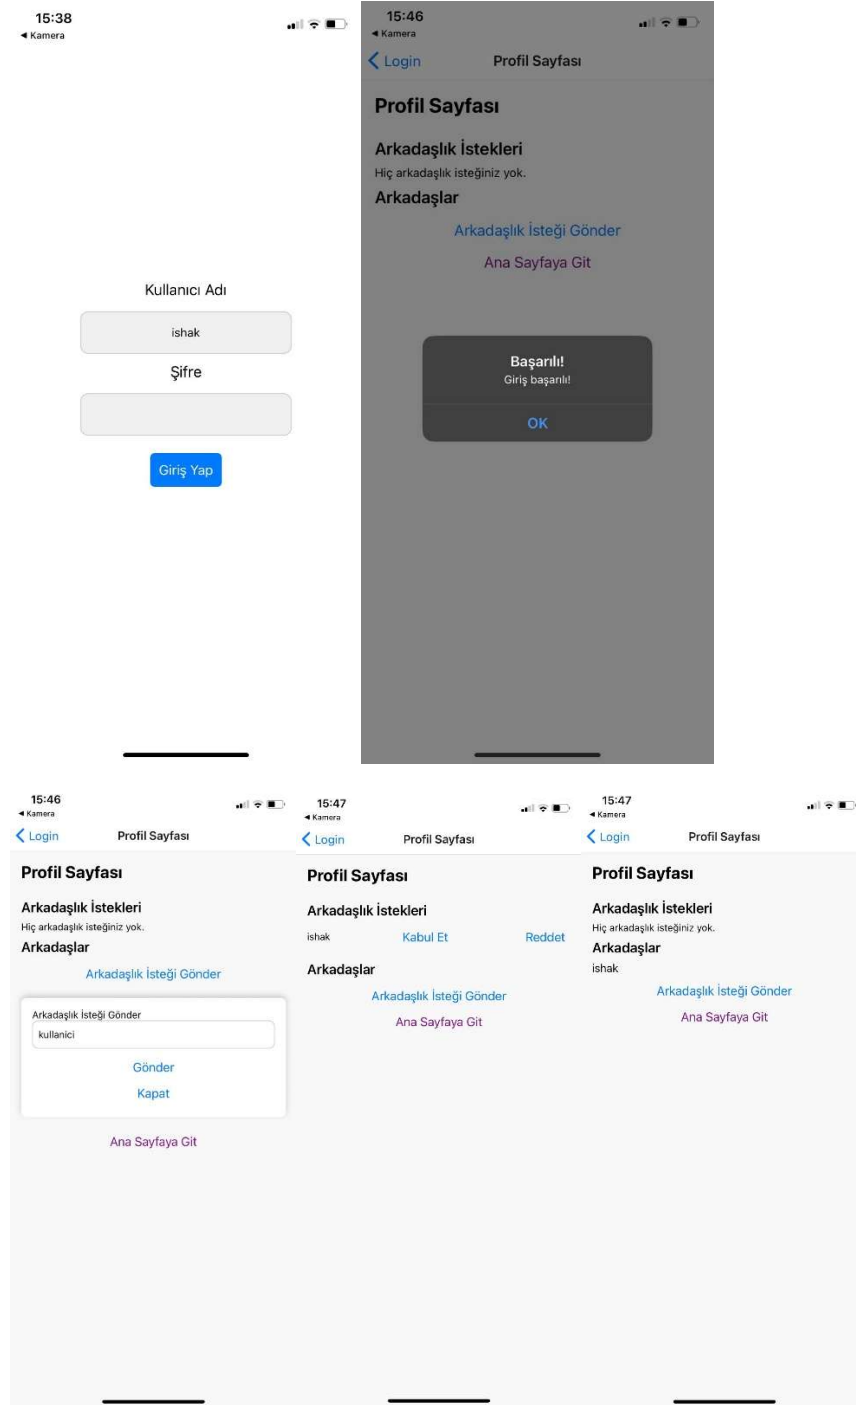 15:38
◀ Kamera
Kullanıcı Adı
ishak
Şifre
Giriş Yap
15:46
◀ Kamera
Login
Profil Sayfası
Profil Sayfası
Arkadaşlık İstekleri
Hiç arkadaşlık isteğiniz yok.
Arkadaşlar
Arkadaşlık İsteği Gönder
Ana Sayfaya Git
Başarılı!
Giriş başarılı!
OK
15:46
◀ Kamera
Login
Profil Sayfası
Profil Sayfası
Arkadaşlık İstekleri
Hiç arkadaşlık isteğiniz yok.
Arkadaşlar
Arkadaşlık İsteği Gönder
Arkadaşlık İsteği Gönder
kullanici
Gönder
Kapat
Ana Sayfaya Git
15:47
◀ Kamera
Login
Profil Sayfası
Profil Sayfası
Arkadaşlık İstekleri
ishak Kabul Et Reddet
Arkadaşlar
Arkadaşlık İsteği Gönder
Ana Sayfaya Git
15:47
◀ Kamera
Login
Profil Sayfası
Profil Sayfası
Arkadaşlık İstekleri
Hiç arkadaşlık isteğiniz yok.
Arkadaşlar
ishak
Arkadaşlık İsteği Gönder
Ana Sayfaya Git